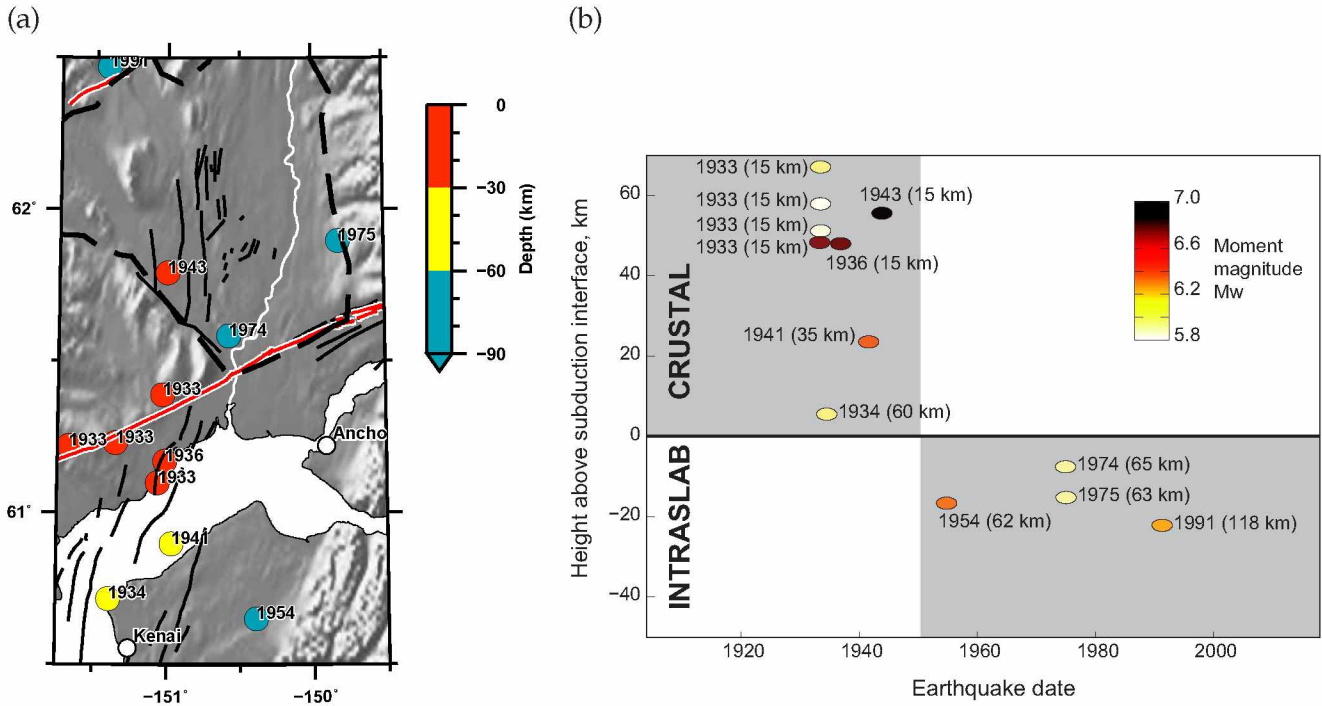 (a)
1991
62°
1975
1943
1974
1933
1933
1933
1936
1933
Ancho
61°
1941
1934
1954
Kenai
−151°
−150°
0
−30
−60
−90
Depth (km)
(b)
Height above subduction interface, km
60
40
20
0
−20
−40
CRUSTAL
INTRASLAB
1933 (15 km)
1943 (15 km)
1933 (15 km)
1933 (15 km)
1933 (15 km)
1936 (15 km)
1941 (35 km)
1934 (60 km)
1974 (65 km)
1975 (63 km)
1954 (62 km)
1991 (118 km)
7.0
6.6
6.2
5.8
Moment
magnitude
Mw
1920
1940
1960
1980
2000
Earthquake date